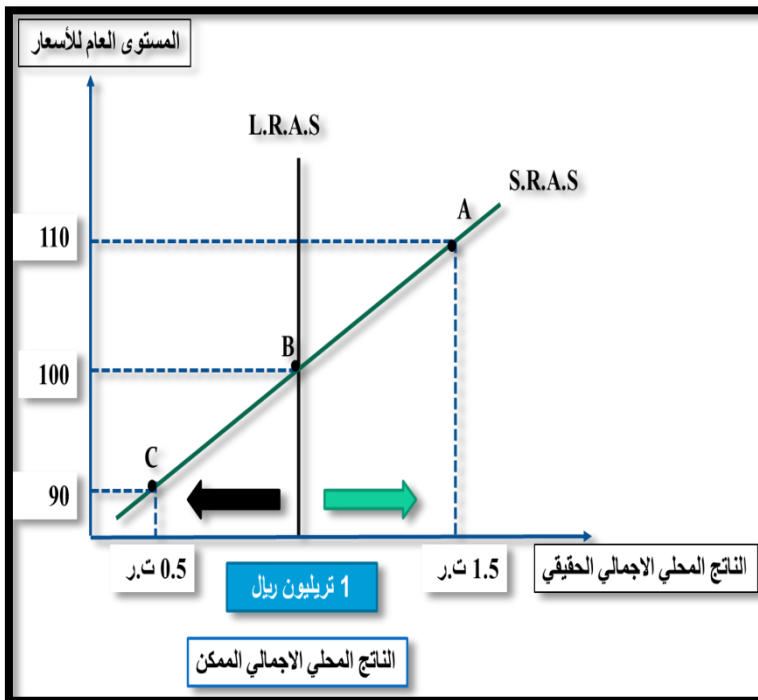 المستوى العام للأسعار
L.R.A.S
S.R.A.S
A
110
B
100
C
90
0.5 ت.ر
1 تريليون ريال
1.5 ت.ر
الناتج المحلي الاجمالي الحقيقي
الناتج المحلي الاجمالي الممكن